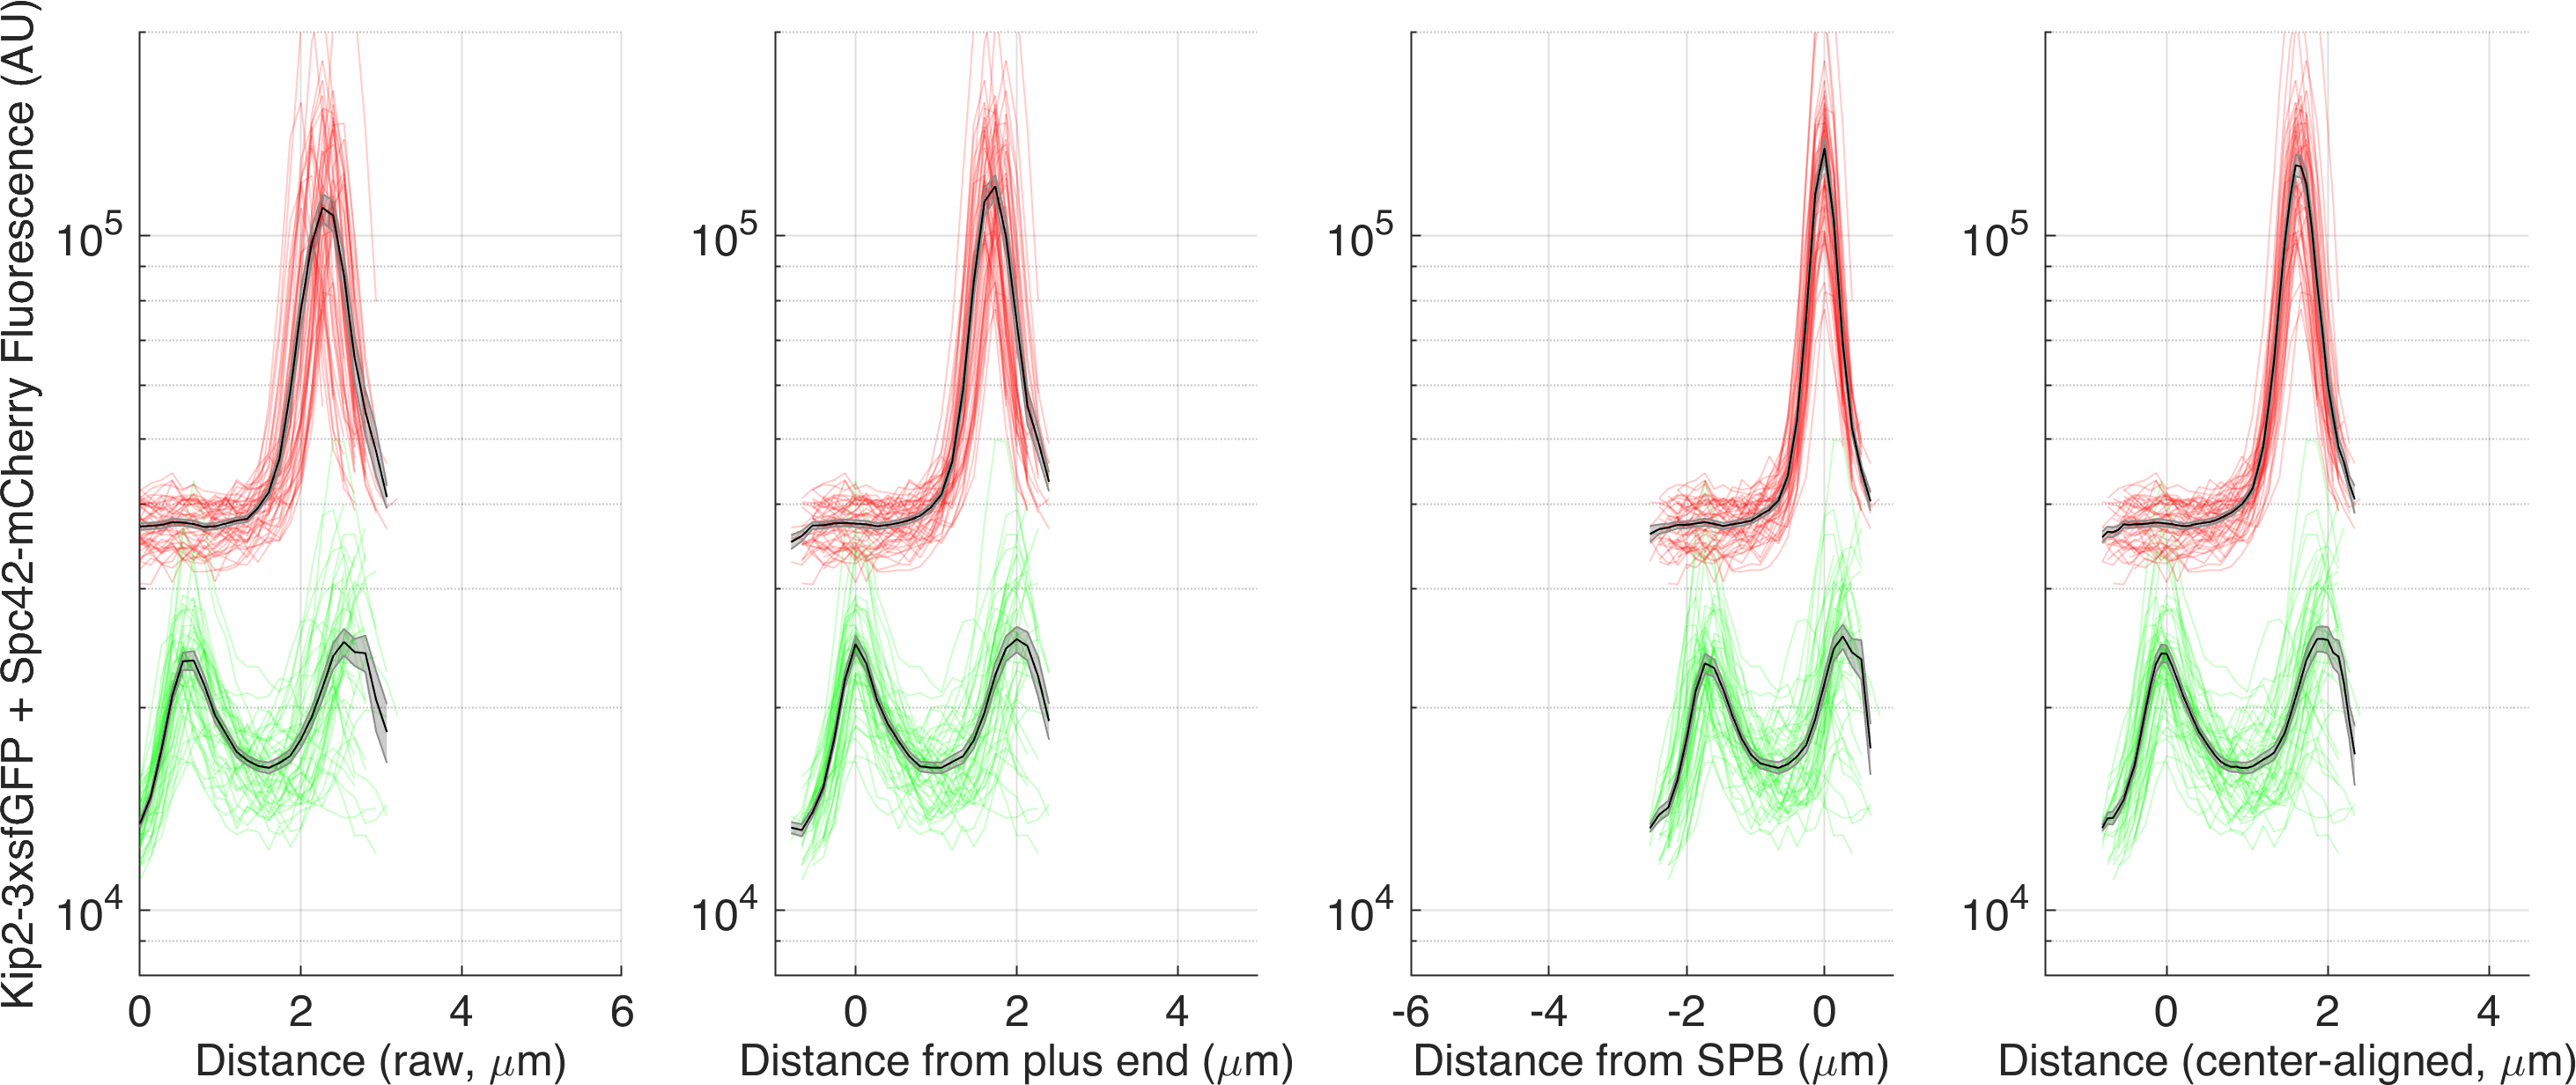 Kip2-3xsfGFP + Spc42-mCherry Fluorescence (AU)
10^5
10^4
0 2 4 6
Distance (raw, μm)
10^5
10^4
0 2 4
Distance from plus end (μm)
10^5
10^4
-6 -4 -2 0
Distance from SPB (μm)
10^5
10^4
0 2 4
Distance (center-aligned, μm)